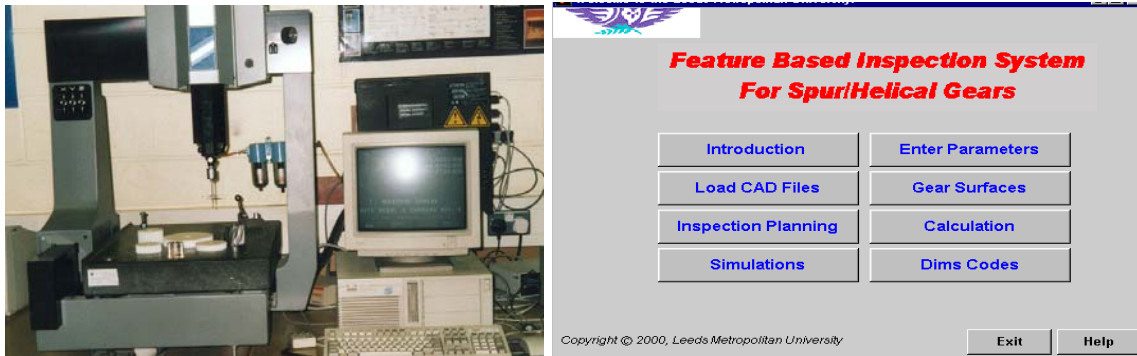 Feature Based Inspection System
For Spur/Helical Gears
Introduction
Enter Parameters
Load CAD Files
Gear Surfaces
Inspection Planning
Calculation
Simulations
Dims Codes
Copyright © 2000, Leeds Metropolitan University
Exit
Help